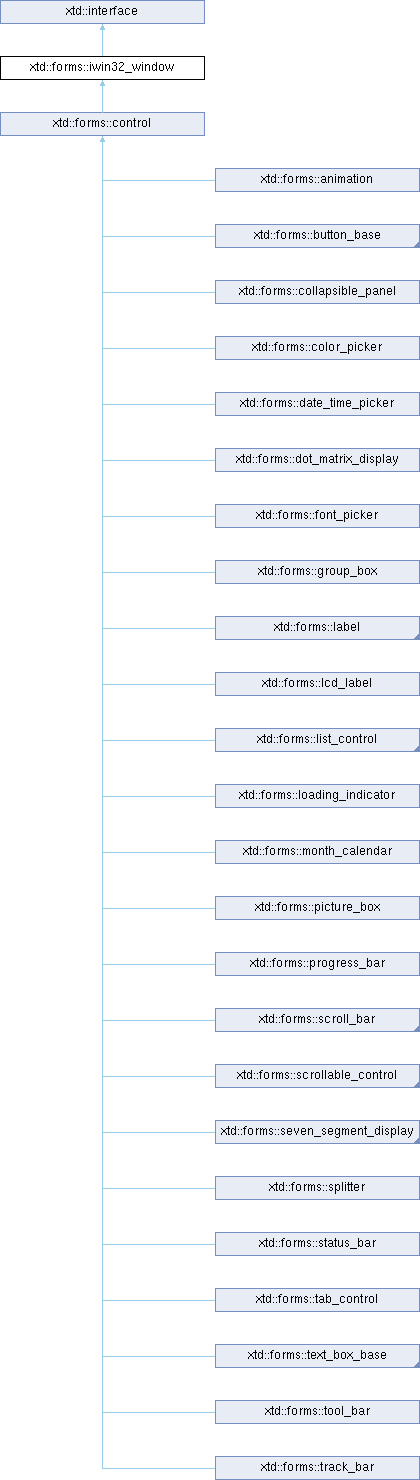 xtd::interface
xtd::forms::iwin32_window
xtd::forms::control
xtd::forms::animation
xtd::forms::button_base
xtd::forms::collapsible_panel
xtd::forms::color_picker
xtd::forms::date_time_picker
xtd::forms::dot_matrix_display
xtd::forms::font_picker
xtd::forms::group_box
xtd::forms::label
xtd::forms::lcd_label
xtd::forms::list_control
xtd::forms::loading_indicator
xtd::forms::month_calendar
xtd::forms::picture_box
xtd::forms::progress_bar
xtd::forms::scroll_bar
xtd::forms::scrollable_control
xtd::forms::seven_segment_display
xtd::forms::splitter
xtd::forms::status_bar
xtd::forms::tab_control
xtd::forms::text_box_base
xtd::forms::tool_bar
xtd::forms::track_bar